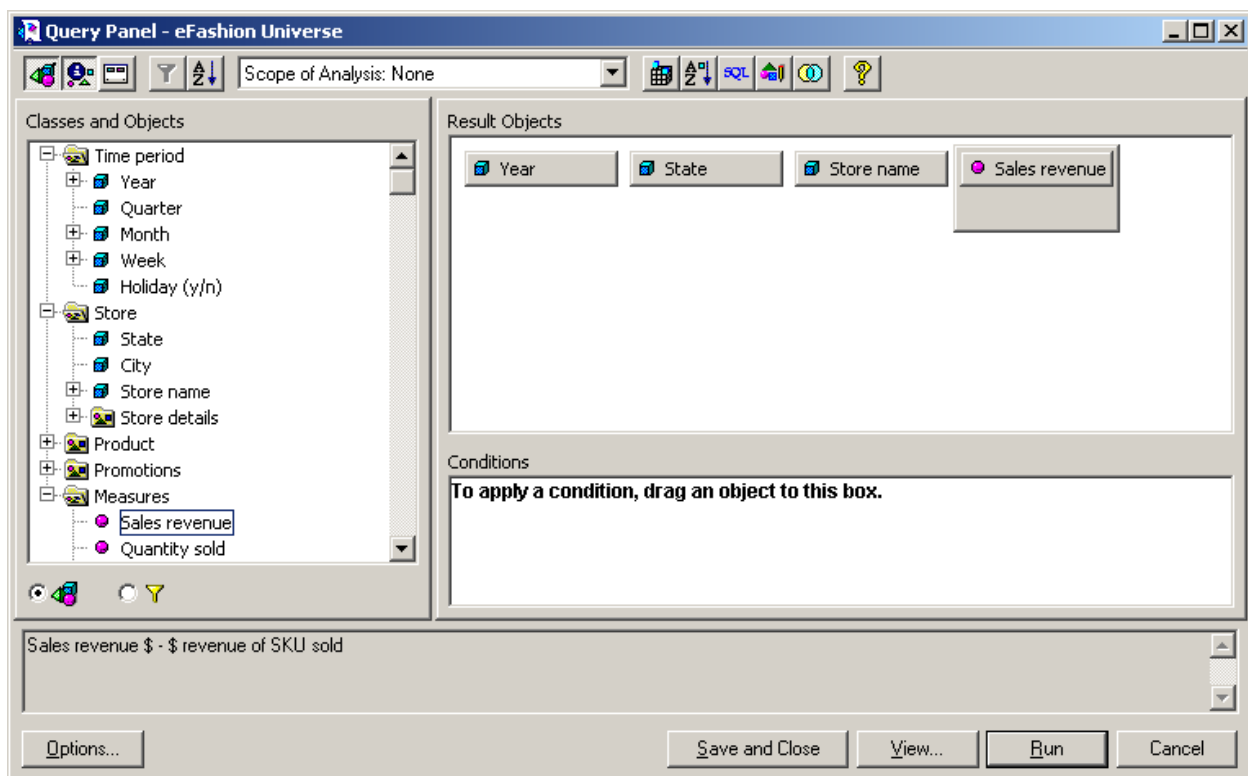 Query Panel - eFashion Universe
Scope of Analysis: None
SQL
Classes and Objects
Time period
Year
Quarter
Month
Week
Holiday (y/n)
Store
State
City
Store name
Store details
Product
Promotions
Measures
Sales revenue
Quantity sold
Result Objects
Year State Store name Sales revenue
Conditions
To apply a condition, drag an object to this box.
Sales revenue $ - $ revenue of SKU sold
Options... Save and Close View... Run Cancel